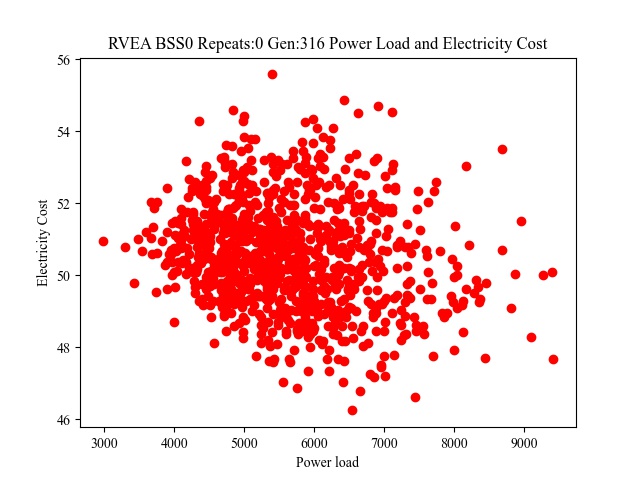 RVEA BSS0 Repeats:0 Gen:316 Power Load and Electricity Cost
56
54
52
50
48
46
Electricity Cost
3000 4000 5000 6000 7000 8000 9000
Power load